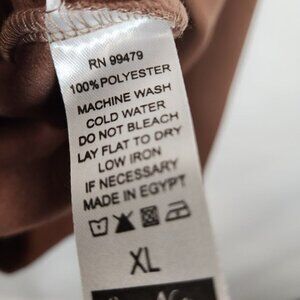 RN 99479
100% POLYESTER
MACHINE WASH
COLD WATER
DO NOT BLEACH
LAY FLAT TO DRY
LOW IRON
IF NECESSARY
MADE IN EGYPT
XL